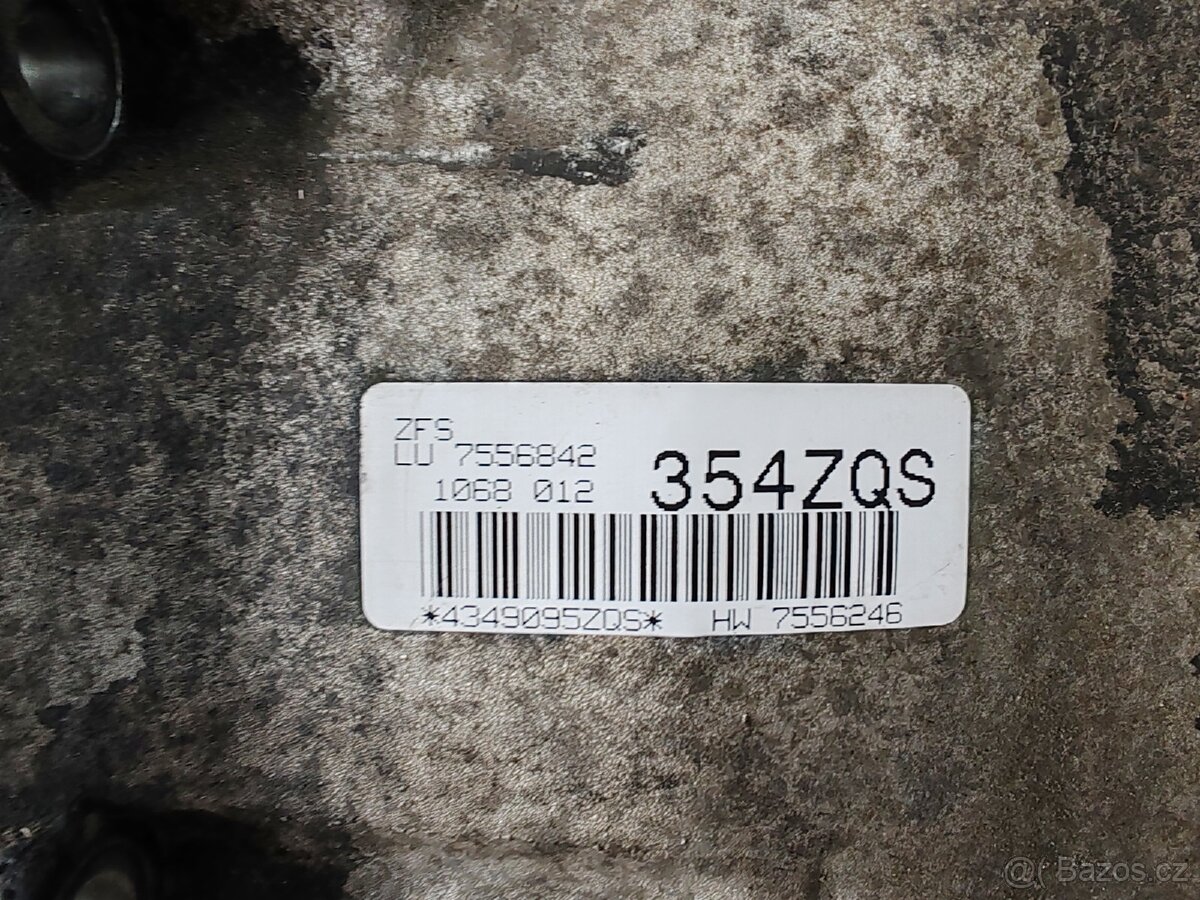 ZFS
LU 7556842
1068 012
354ZQS
*4349095ZQS* HW 7556246
@r Bazos.cz